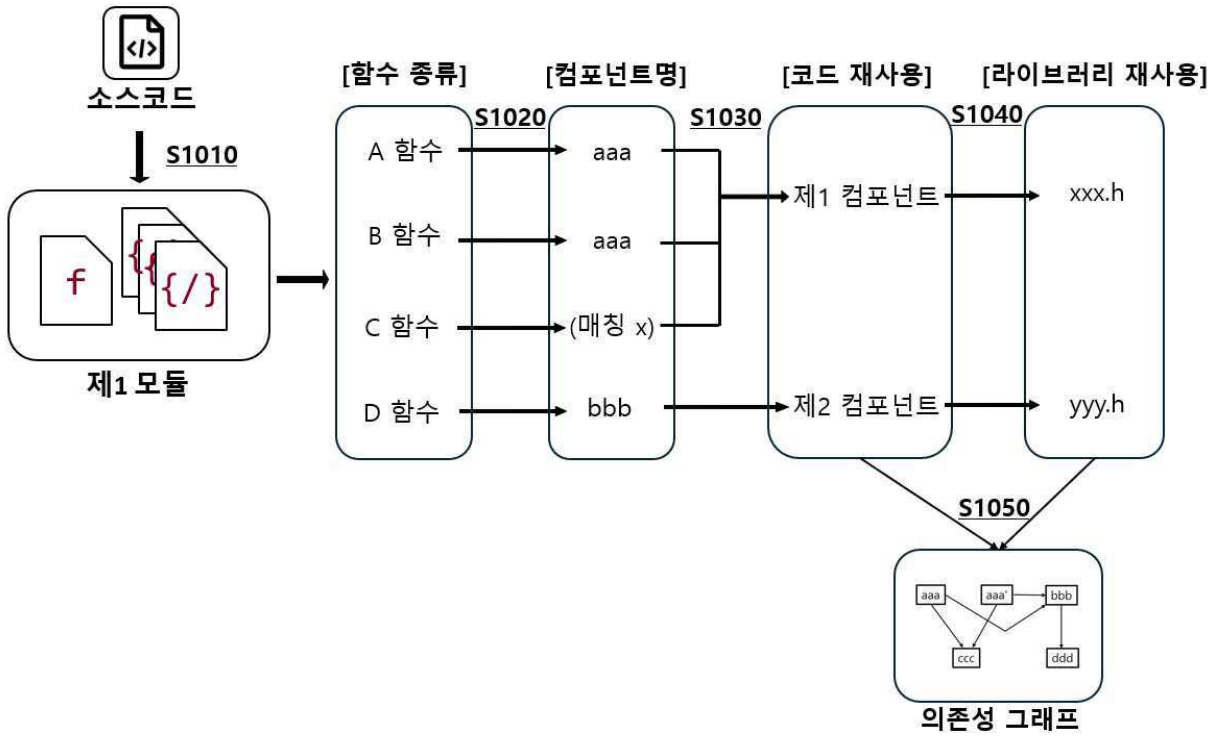 </>
소스코드
S1010
f
{/}
제1 모듈
[함수 종류]
[컴포넌트명]
[코드 재사용]
[라이브러리 재사용]
S1020
S1030
S1040
A 함수
aaa
제1 컴포넌트
xxx.h
B 함수
aaa
C 함수
(매칭 x)
D 함수
bbb
제2 컴포넌트
yyy.h
S1050
aaa
aaa'
bbb
ccc
ddd
의존성 그래프